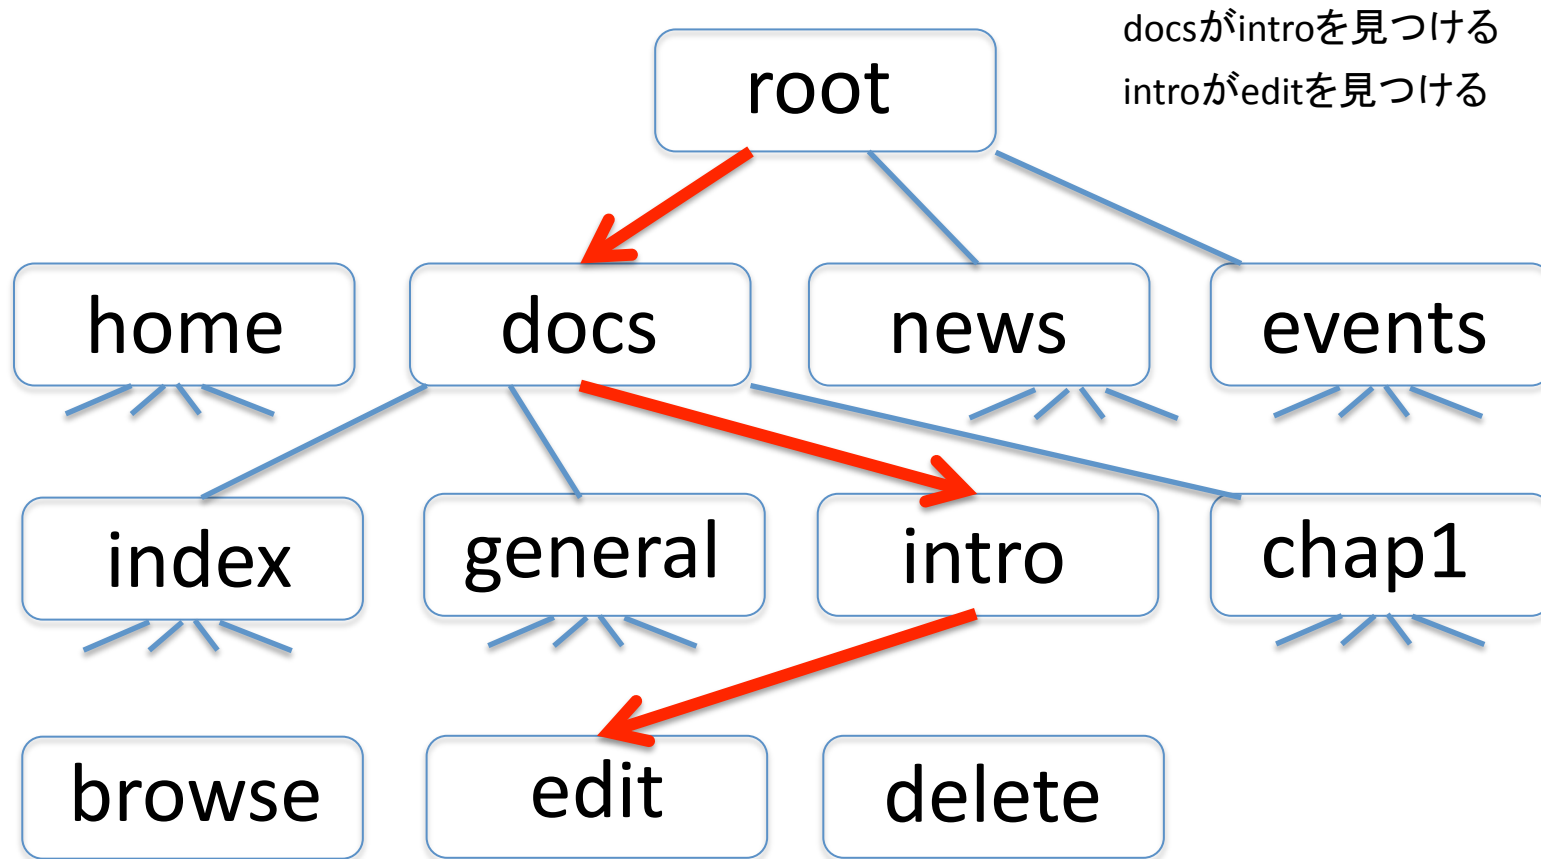 docsがintroを見つける
root
introがeditを見つける
home docs news events
index general intro chap1
browse edit delete